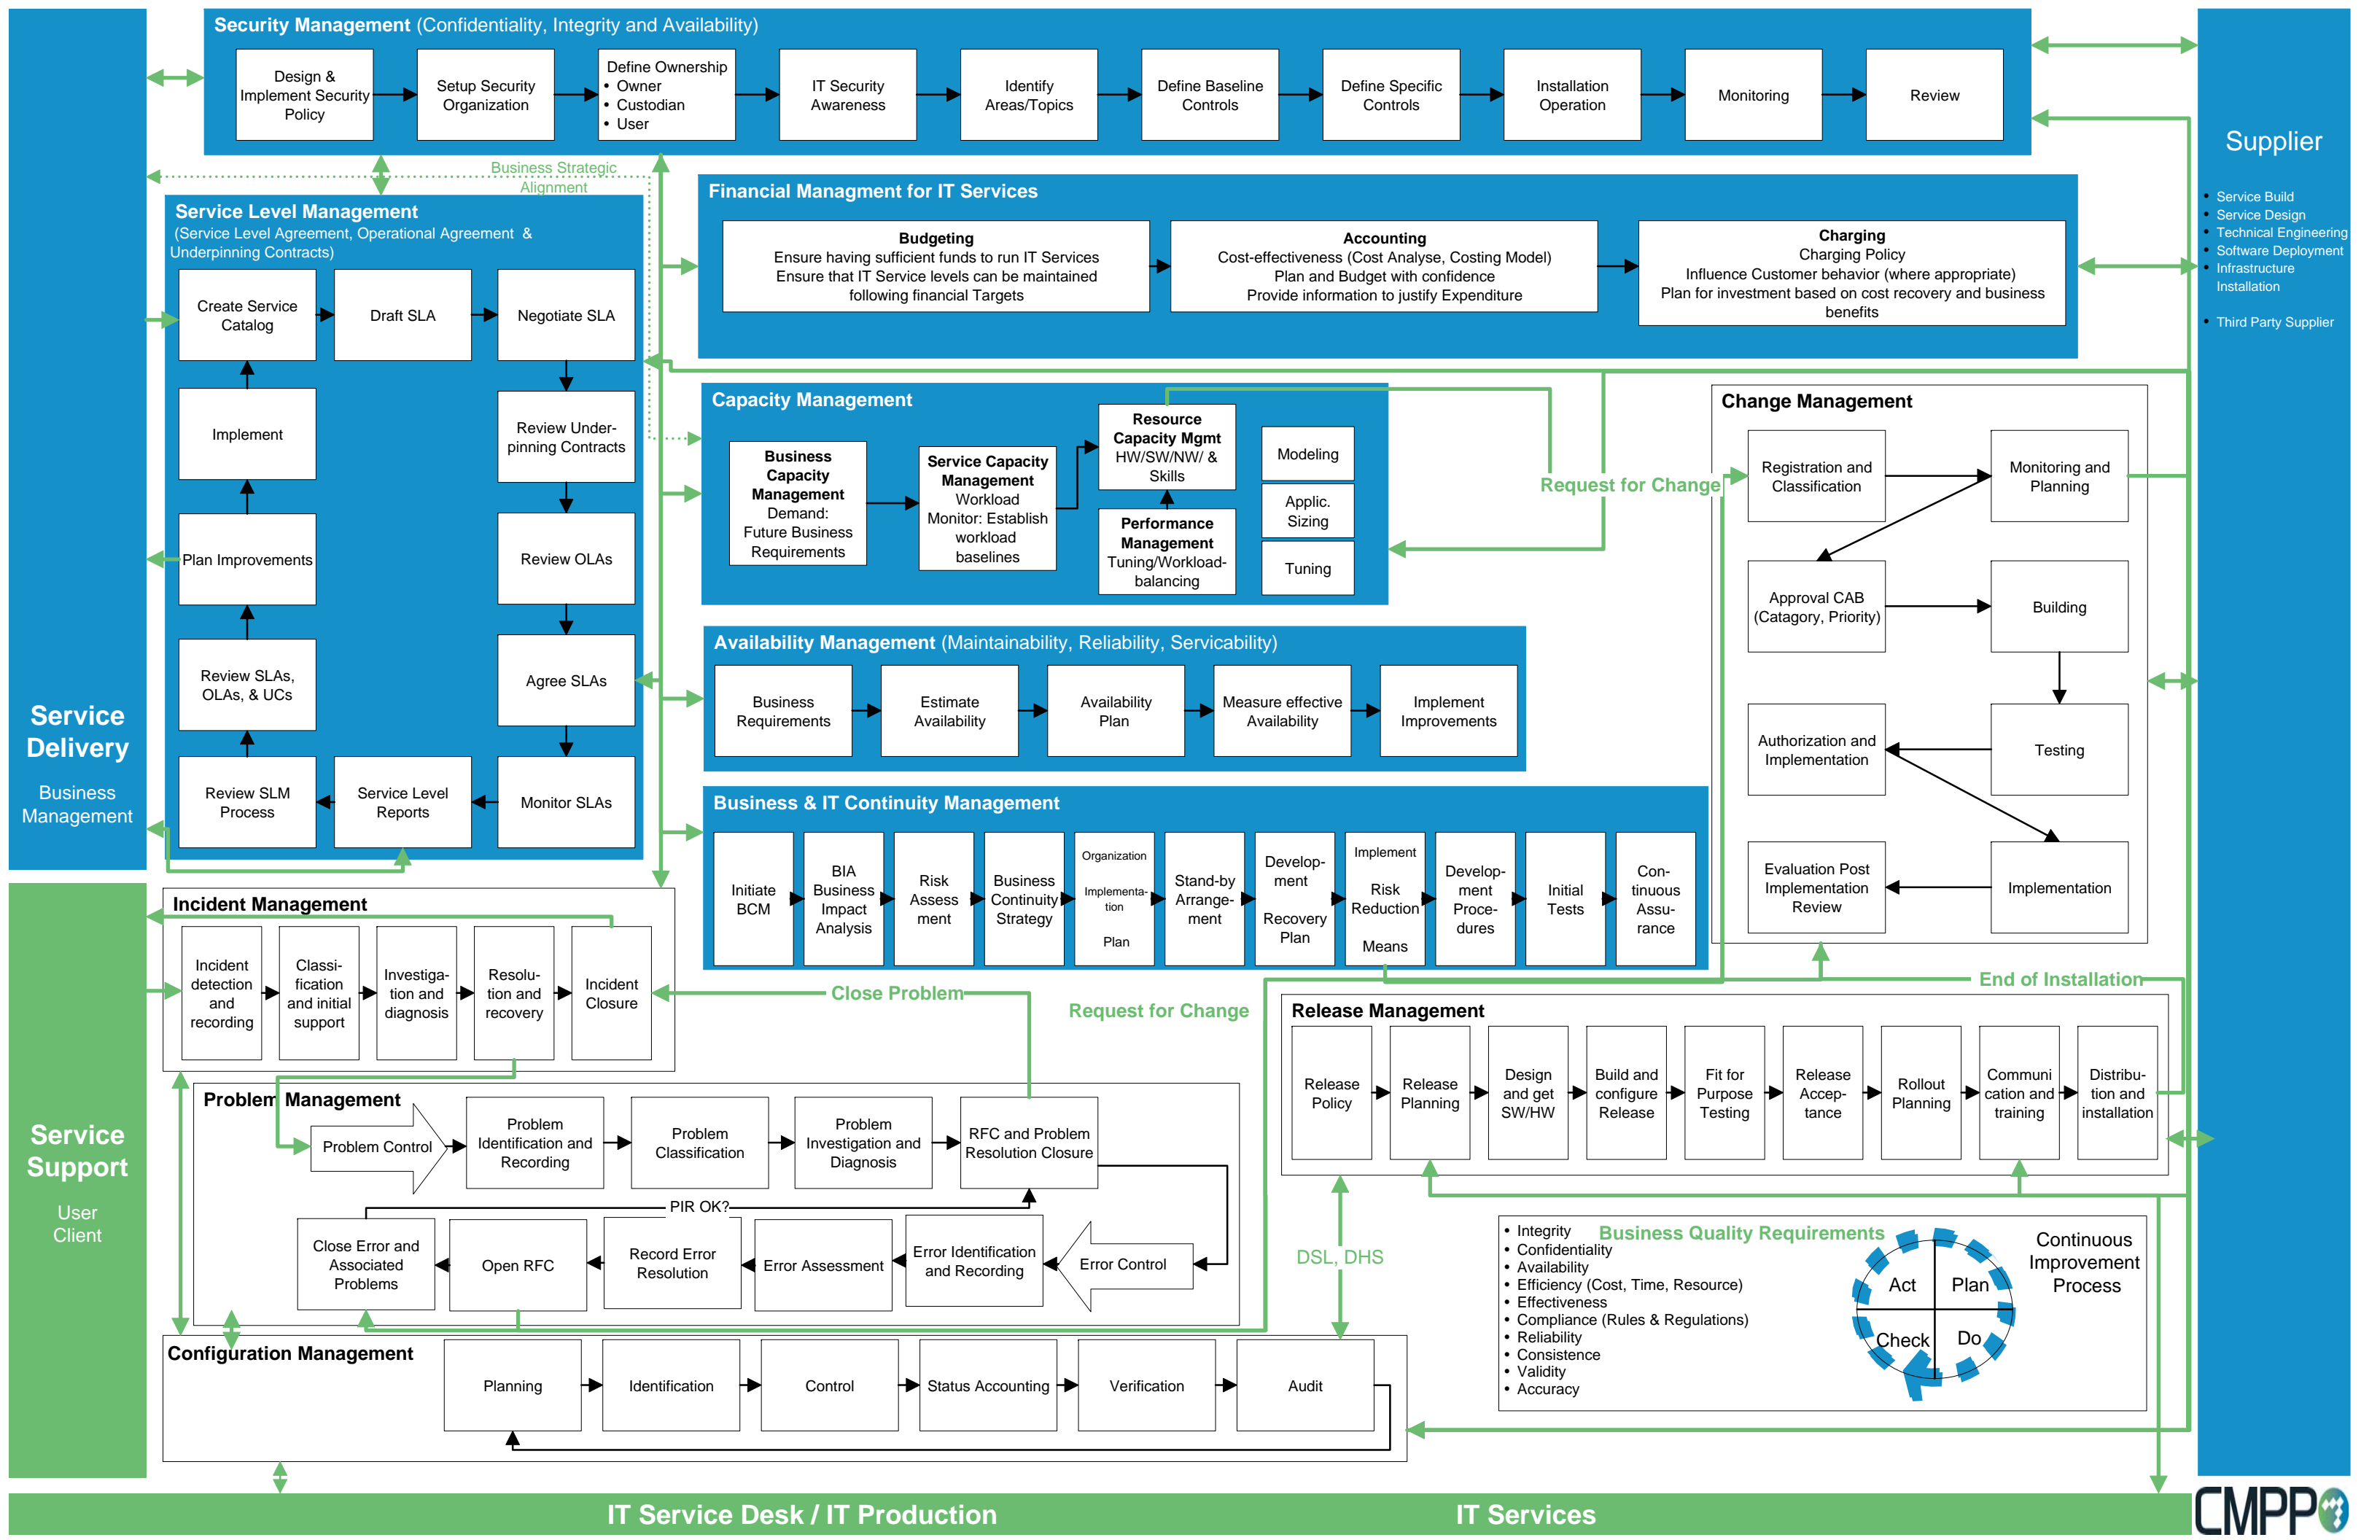 Security Management (Confidentiality, Integrity and Availability)
Design &
Implement Security
Policy
Setup Security
Organization
Define Ownership
• Owner
• Custodian
• User
IT Security
Awareness
Identify
Areas/Topics
Define Baseline
Controls
Define Specific
Controls
Installation
Operation
Monitoring
Review
Supplier
• Service Build
• Service Design
• Technical Engineering
• Software Deployment
• Infrastructure
Installation
• Third Party Supplier
Business Strategic
Alignment
Service Level Management
(Service Level Agreement, Operational Agreement &
Underpinning Contracts)
Create Service
Catalog
Draft SLA
Negotiate SLA
Implement
Review Under-
pinning Contracts
Plan Improvements
Review OLAs
Review SLAs,
OLAs, & UCs
Agree SLAs
Review SLM
Process
Service Level
Reports
Monitor SLAs
Financial Managment for IT Services
Budgeting
Ensure having sufficient funds to run IT Services
Ensure that IT Service levels can be maintained
following financial Targets
Accounting
Cost-effectiveness (Cost Analyse, Costing Model)
Plan and Budget with confidence
Provide information to justify Expenditure
Charging
Charging Policy
Influence Customer behavior (where appropriate)
Plan for investment based on cost recovery and business
benefits
Capacity Management
Business
Capacity
Management
Demand:
Future Business
Requirements
Service Capacity
Management
Workload
Monitor: Establish
workload
baselines
Resource
Capacity Mgmt
HW/SW/NW/ &
Skills
Performance
Management
Tuning/Workload-
balancing
Modeling
Applic.
Sizing
Tuning
Request for Change
Change Management
Registration and
Classification
Monitoring and
Planning
Approval CAB
(Catagory, Priority)
Building
Authorization and
Implementation
Testing
Evaluation Post
Implementation
Review
Implementation
Availability Management (Maintainability, Reliability, Servicability)
Business
Requirements
Estimate
Availability
Availability
Plan
Measure effective
Availability
Implement
Improvements
Service
Delivery
Business
Management
Business & IT Continuity Management
Initiate
BCM
BIA
Business
Impact
Analysis
Risk
Assess
ment
Business
Continuity
Strategy
Organization
Implementa-
tion
Plan
Stand-by
Arrange-
ment
Develop-
ment
Recovery
Plan
Implement
Risk
Reduction
Means
Develop-
ment
Proce-
dures
Initial
Tests
Con-
tinuous
Assu-
rance
Incident Management
Incident
detection
and
recording
Classi-
fication
and initial
support
Investiga-
tion and
diagnosis
Resolu-
tion and
recovery
Incident
Closure
Close Problem
Request for Change
End of Installation
Release Management
Release
Policy
Release
Planning
Design
and get
SW/HW
Build and
configure
Release
Fit for
Purpose
Testing
Release
Accep-
tance
Rollout
Planning
Communi
cation and
training
Distribu-
tion and
installation
Service
Support
User
Client
Problem Management
Problem Control
Problem
Identification and
Recording
Problem
Classification
Problem
Investigation and
Diagnosis
RFC and Problem
Resolution Closure
PIR OK?
Close Error and
Associated
Problems
Open RFC
Record Error
Resolution
Error Assessment
Error Identification
and Recording
Error Control
DSL, DHS
Business Quality Requirements
• Integrity
• Confidentiality
• Availability
• Efficiency (Cost, Time, Resource)
• Effectiveness
• Compliance (Rules & Regulations)
• Reliability
• Consistence
• Validity
• Accuracy
Act
Plan
Check
Do
Continuous
Improvement
Process
Configuration Management
Planning
Identification
Control
Status Accounting
Verification
Audit
IT Service Desk / IT Production
IT Services
CMPP